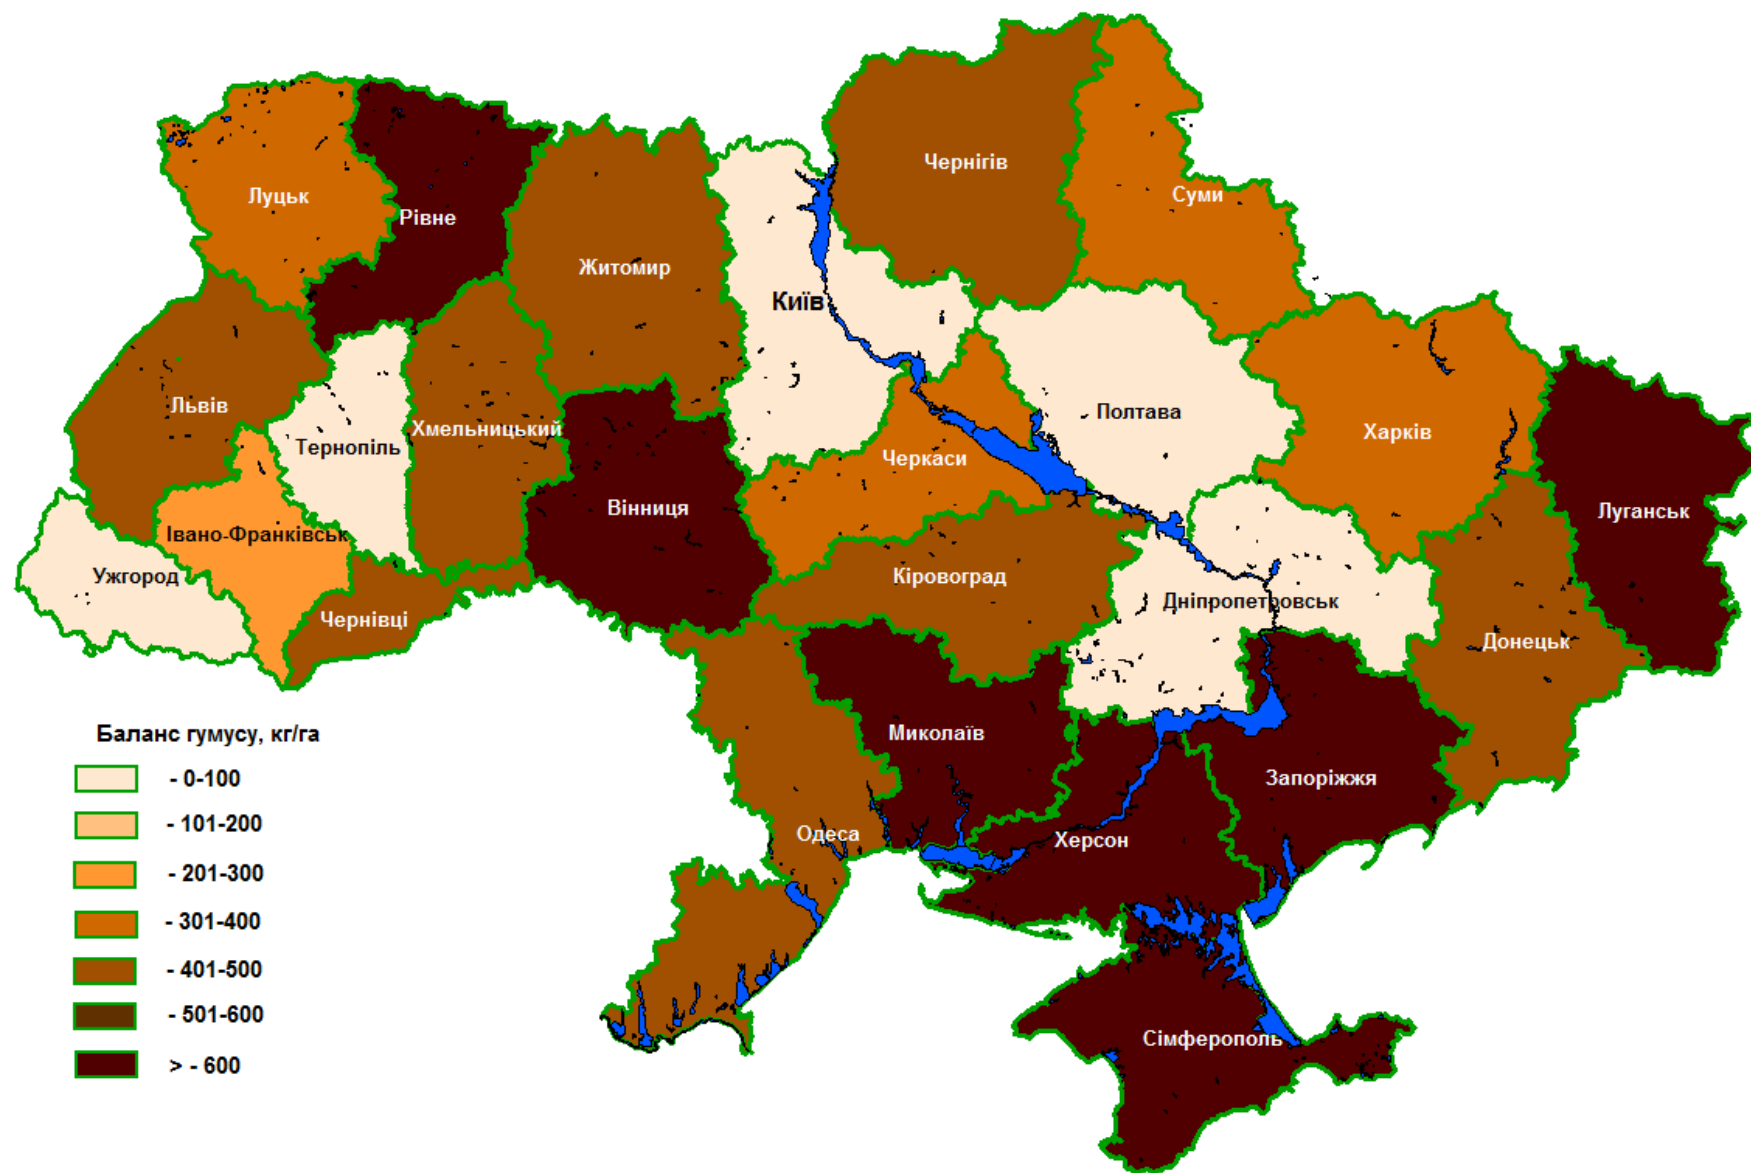 Чернігів
Суми
Луцьк
Рівне
Житомир
Київ
Львів
Тернопіль
Хмельницький
Полтава
Харків
Черкаси
Вінниця
Луганськ
Івано-Франківськ
Ужгород
Кіровоград
Дніпропетровськ
Чернівці
Донецьк
Миколаїв
Запоріжжя
Одеса
Херсон
Сімферополь
Баланс гумусу, кг/га
- 0-100
- 101-200
- 201-300
- 301-400
- 401-500
- 501-600
> - 600